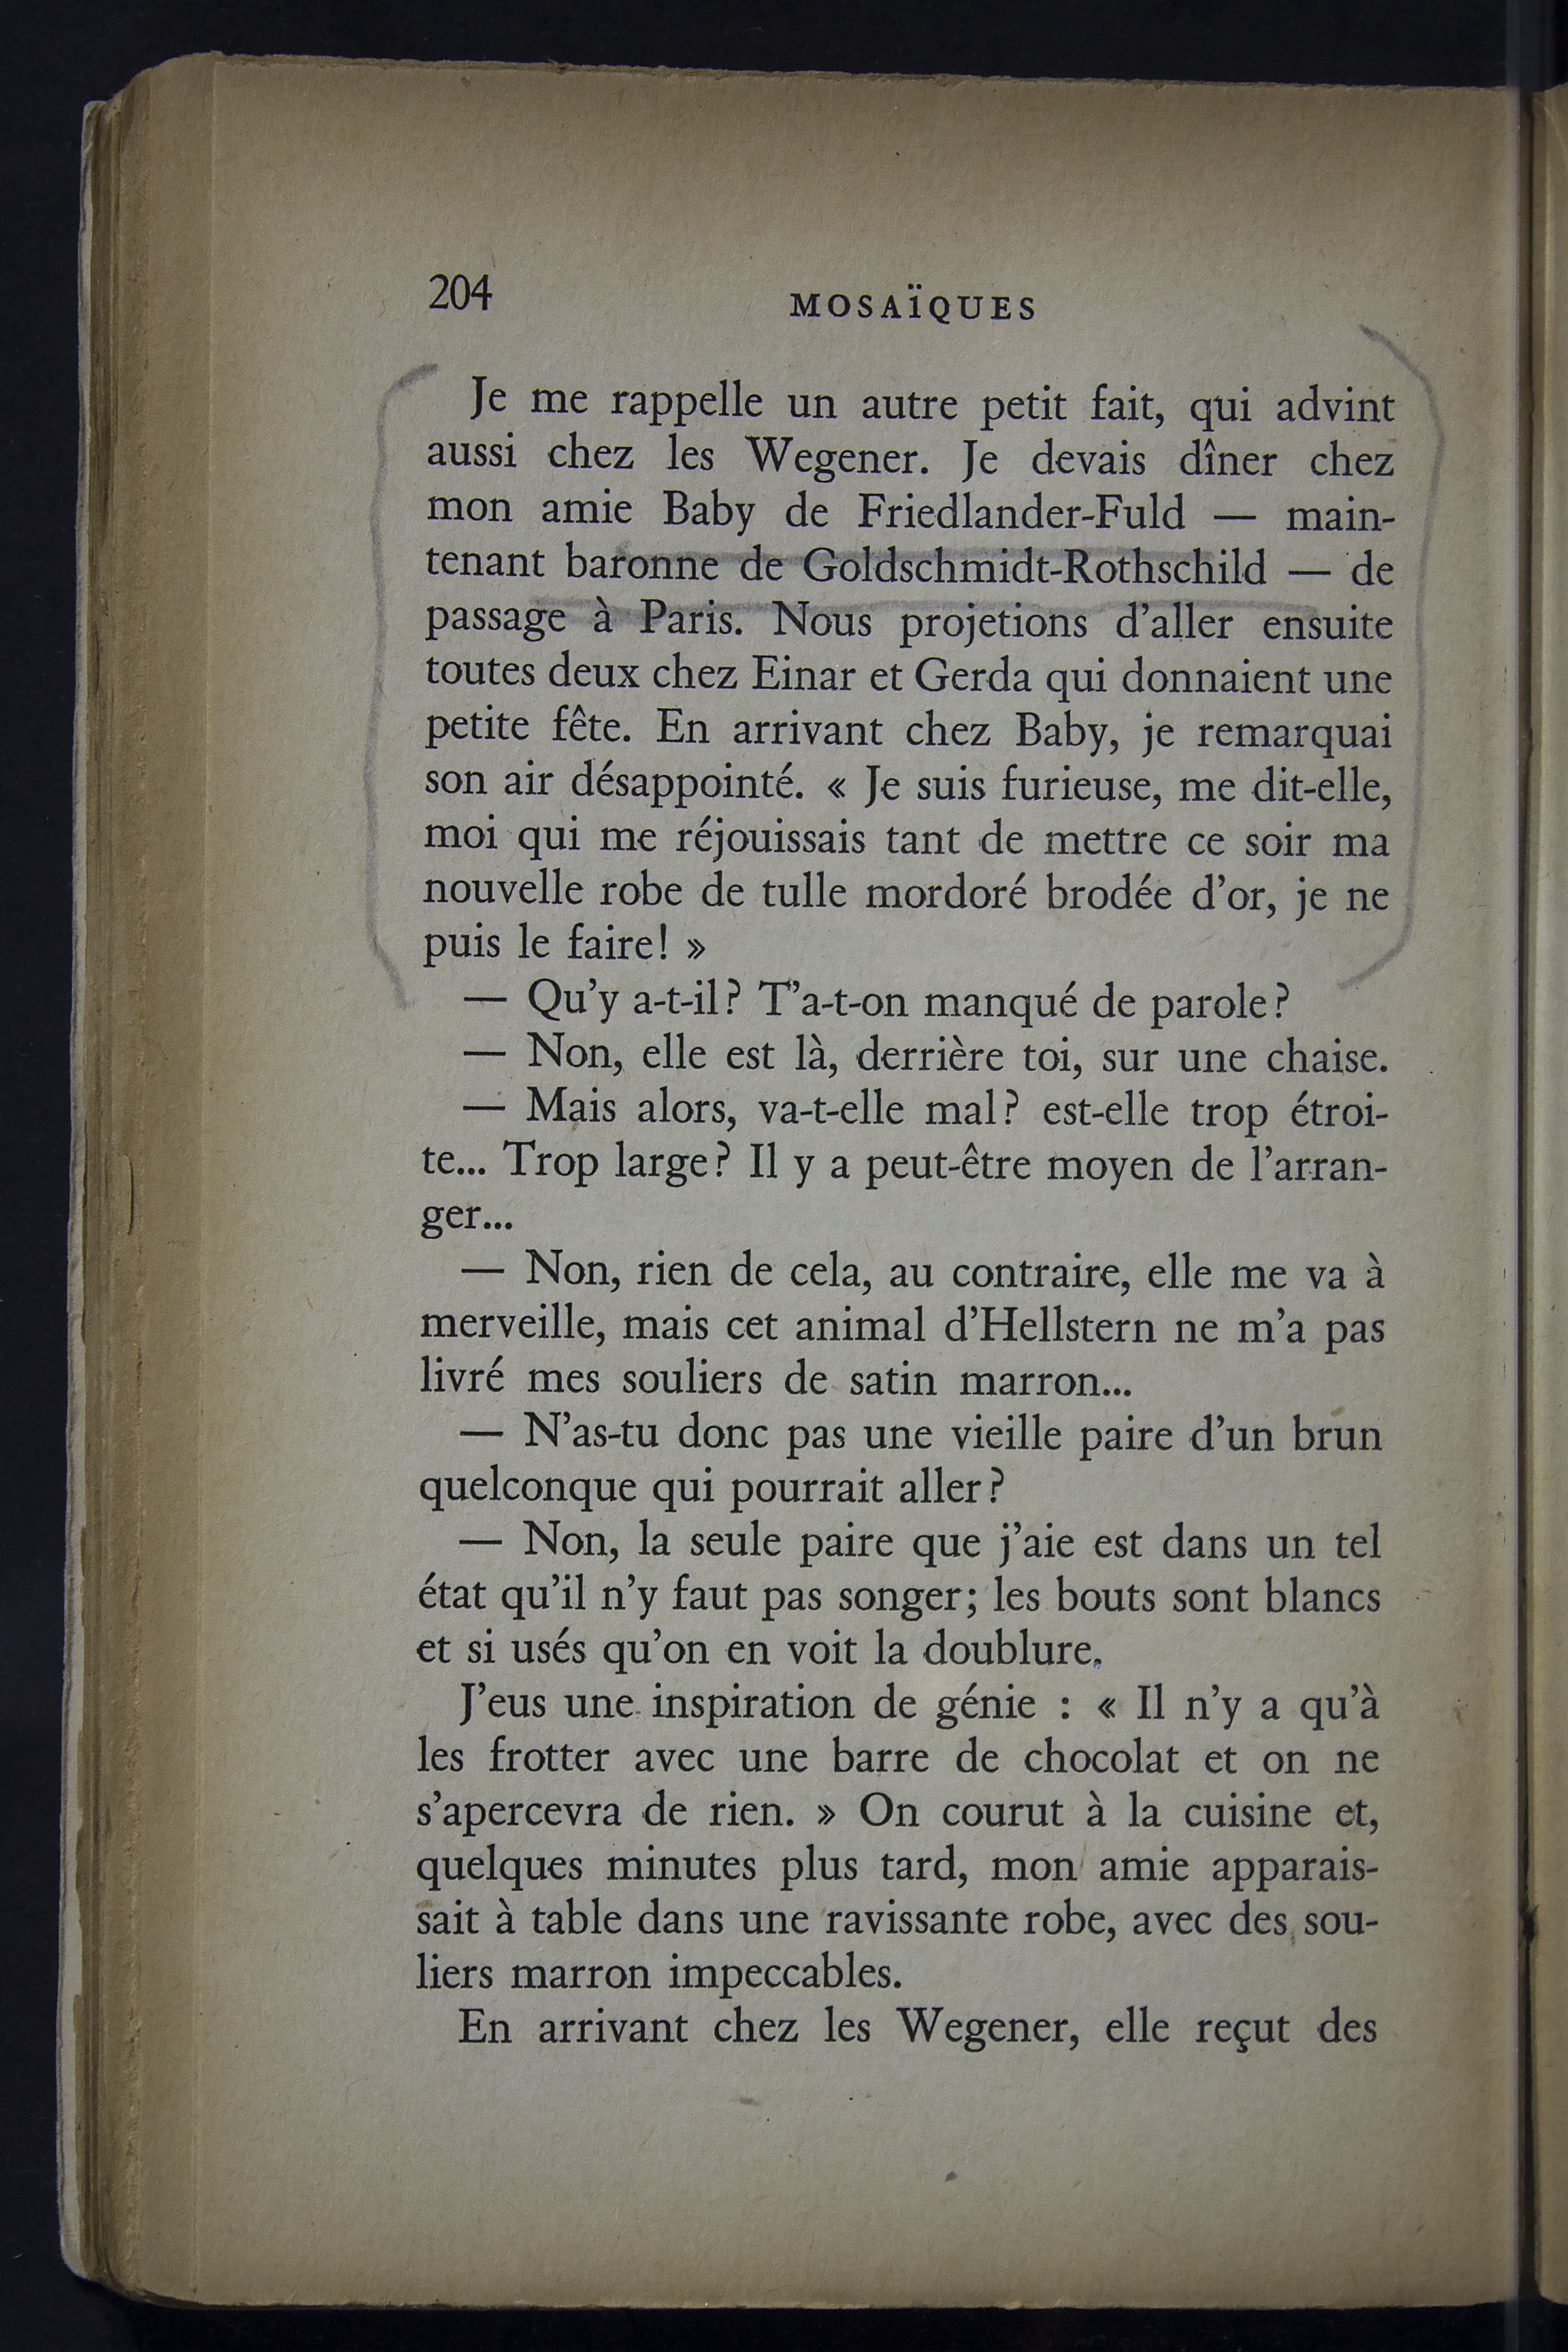 204
MOSAÏQUES
Je me rappelle un autre petit fait, qui advint
aussi chez les Wegener. Je devais dîner chez
mon amie Baby de Friedlander-Fuld — main-
tenant baronne de Goldschmidt-Rothschild — de
passage à Paris. Nous projetions d'aller ensuite
toutes deux chez Einar et Gerda qui donnaient une
petite fête. En arrivant chez Baby, je remarquai
son air désappointé. « Je suis furieuse, me dit-elle,
moi qui me réjouissais tant de mettre ce soir ma
nouvelle robe de tulle mordoré brodée d'or, je ne
puis le faire! »
— Qu'y a-t-il? T'a-t-on manqué de parole?
— Non, elle est là, derrière toi, sur une chaise.
— Mais alors, va-t-elle mal? est-elle trop étroi-
te... Trop large? Il y a peut-être moyen de l'arran-
ger...
— Non, rien de cela, au contraire, elle me va à
merveille, mais cet animal d'Hellstern ne m'a pas
livré mes souliers de satin marron...
— N'as-tu donc pas une vieille paire d'un brun
quelconque qui pourrait aller?
— Non, la seule paire que j'aie est dans un tel
état qu'il n'y faut pas songer; les bouts sont blancs
et si usés qu'on en voit la doublure.
J'eus une inspiration de génie : « Il n'y a qu'à
les frotter avec une barre de chocolat et on ne
s'apercevra de rien. » On courut à la cuisine et,
quelques minutes plus tard, mon amie apparais-
sait à table dans une ravissante robe, avec des sou-
liers marron impeccables.
En arrivant chez les Wegener, elle reçut des